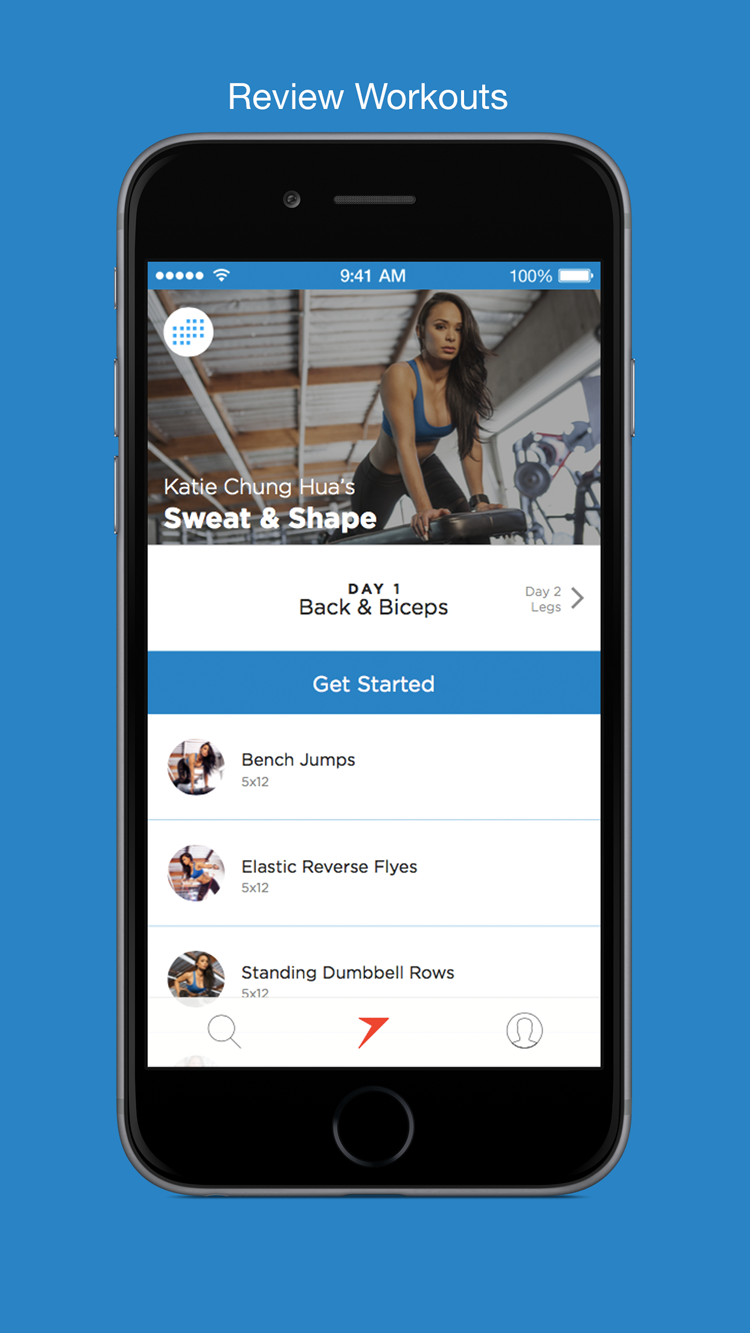 Review Workouts
9:41 AM
100%
Katie Chung Hua's
Sweat & Shape
DAY 1
Back & Biceps
Day 2
Legs
Get Started
Bench Jumps
5x12
Elastic Reverse Flyes
5x12
Standing Dumbbell Rows
5x12